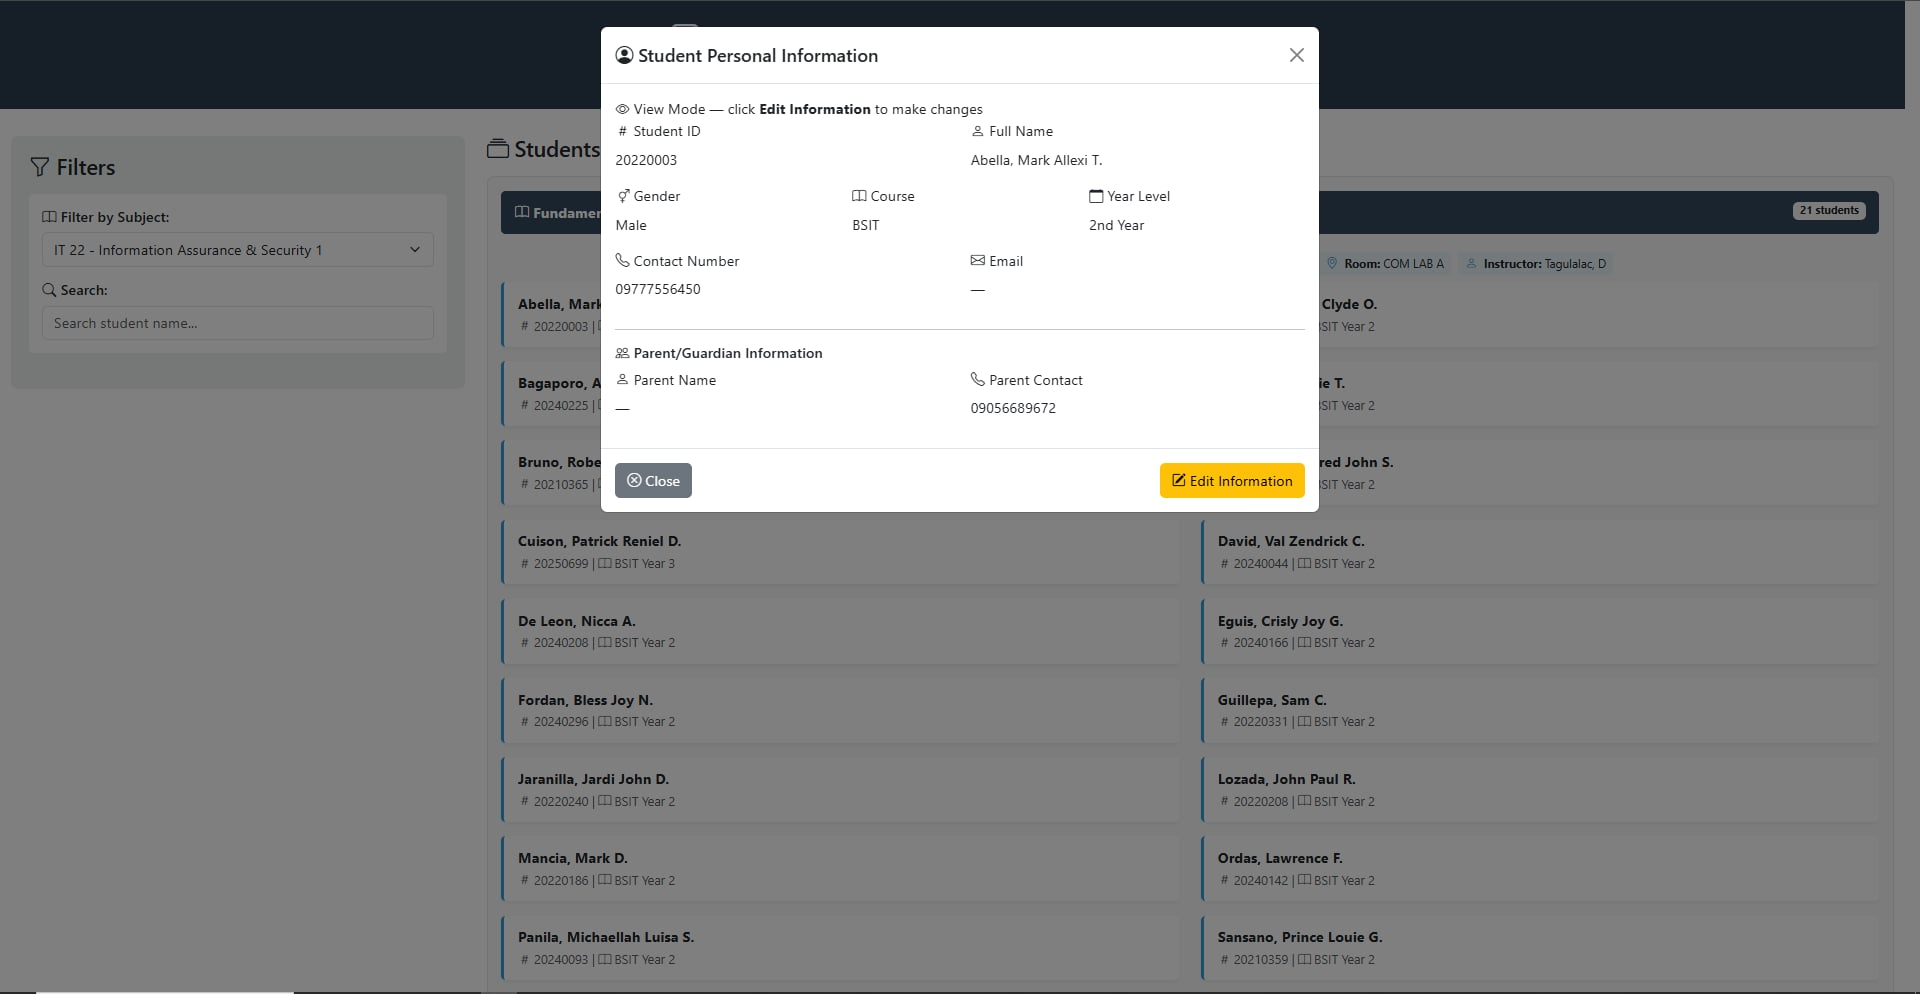 Student Personal Information
View Mode — click Edit Information to make changes
# Student ID
Full Name
20220003
Abella, Mark Allexi T.
Gender
Course
Year Level
Male
BSIT
2nd Year
Contact Number
Email
09777556450
—
Parent/Guardian Information
Parent Name
Parent Contact
—
09056689672
Close
Edit Information
Filters
Filter by Subject:
IT 22 - Information Assurance & Security 1
Search:
Search student name...
Students
21 students
Room: COM LAB A
Instructor: Tagulalac, D
Abella, Mark
# 20220003 |
Clyde O.
Year 2
Bagaporo,
# 20240225 |
T.
Year 2
Bruno,
# 20210365 |
John S.
Year 2
Cuison, Patrick Reniel D.
# 20250699 | BSIT Year 3
David, Val Zendrick C.
# 20240044 | BSIT Year 2
De Leon, Nicca A.
# 20240208 | BSIT Year 2
Eguis, Crisly Joy G.
# 20240166 | BSIT Year 2
Fordan, Bless Joy N.
# 20240296 | BSIT Year 2
Guillepa, Sam C.
# 20220331 | BSIT Year 2
Jaranilla, Jardi John D.
# 20220240 | BSIT Year 2
Lozada, John Paul R.
# 20220208 | BSIT Year 2
Mancia, Mark D.
# 20220186 | BSIT Year 2
Ordas, Lawrence F.
# 20240142 | BSIT Year 2
Panila, Michaellah Luisa S.
# 20240093 | BSIT Year 2
Sansano, Prince Louie G.
# 20210359 | BSIT Year 2